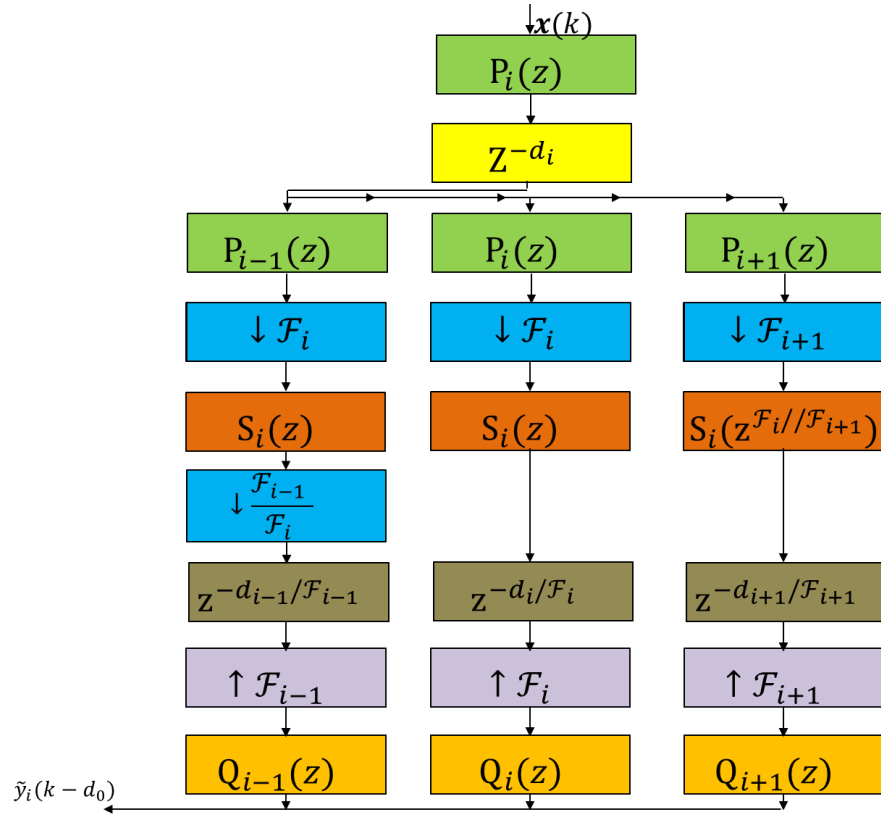 𝒙(k)
P_i(z)
Z^{-d_i}
P_{i-1}(z) P_i(z) P_{i+1}(z)
↓ ℱ_i ↓ ℱ_i ↓ ℱ_{i+1}
S_i(z) S_i(z) S_i(z^{ℱ_i//ℱ_{i+1}})
↓ ℱ_{i-1}/ℱ_i
z^{-d_{i-1}/ℱ_{i-1}} z^{-d_i/ℱ_i} z^{-d_{i+1}/ℱ_{i+1}}
↑ ℱ_{i-1} ↑ ℱ_i ↑ ℱ_{i+1}
Q_{i-1}(z) Q_i(z) Q_{i+1}(z)
ỹ_i(k − d_0)